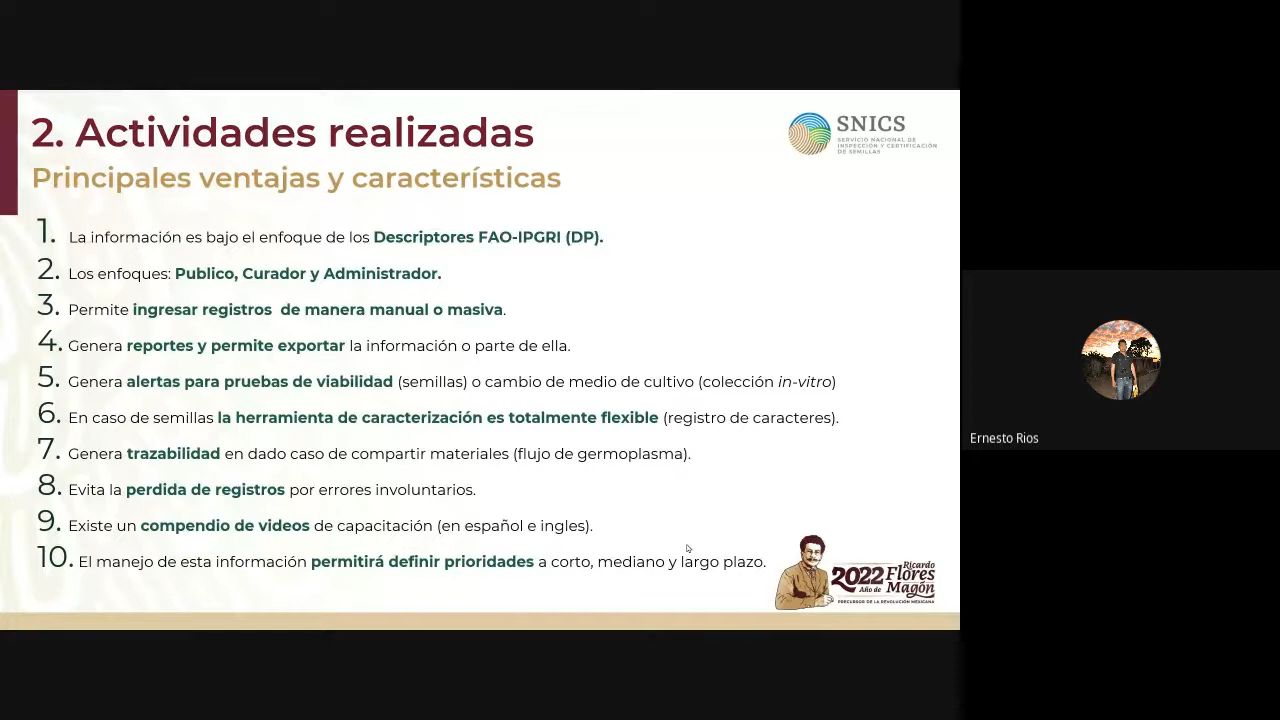 2. Actividades realizadas
Principales ventajas y características
SNICS
SERVICIO NACIONAL DE
INSPECCIÓN Y CERTIFICACIÓN
DE SEMILLAS
1. La información es bajo el enfoque de los Descriptores FAO-IPGRI (DP).
2. Los enfoques: Publico, Curador y Administrador.
3. Permite ingresar registros de manera manual o masiva.
4. Genera reportes y permite exportar la información o parte de ella.
5. Genera alertas para pruebas de viabilidad (semillas) o cambio de medio de cultivo (colección in-vitro)
6. En caso de semillas la herramienta de caracterización es totalmente flexible (registro de caracteres).
7. Genera trazabilidad en dado caso de compartir materiales (flujo de germoplasma).
8. Evita la perdida de registros por errores involuntarios.
9. Existe un compendio de videos de capacitación (en español e ingles).
10. El manejo de esta información permitirá definir prioridades a corto, mediano y largo plazo.
2022 Año de
Ricardo
Flores
Magón
PRECURSOR DE LA REVOLUCIÓN MEXICANA
Ernesto Rios